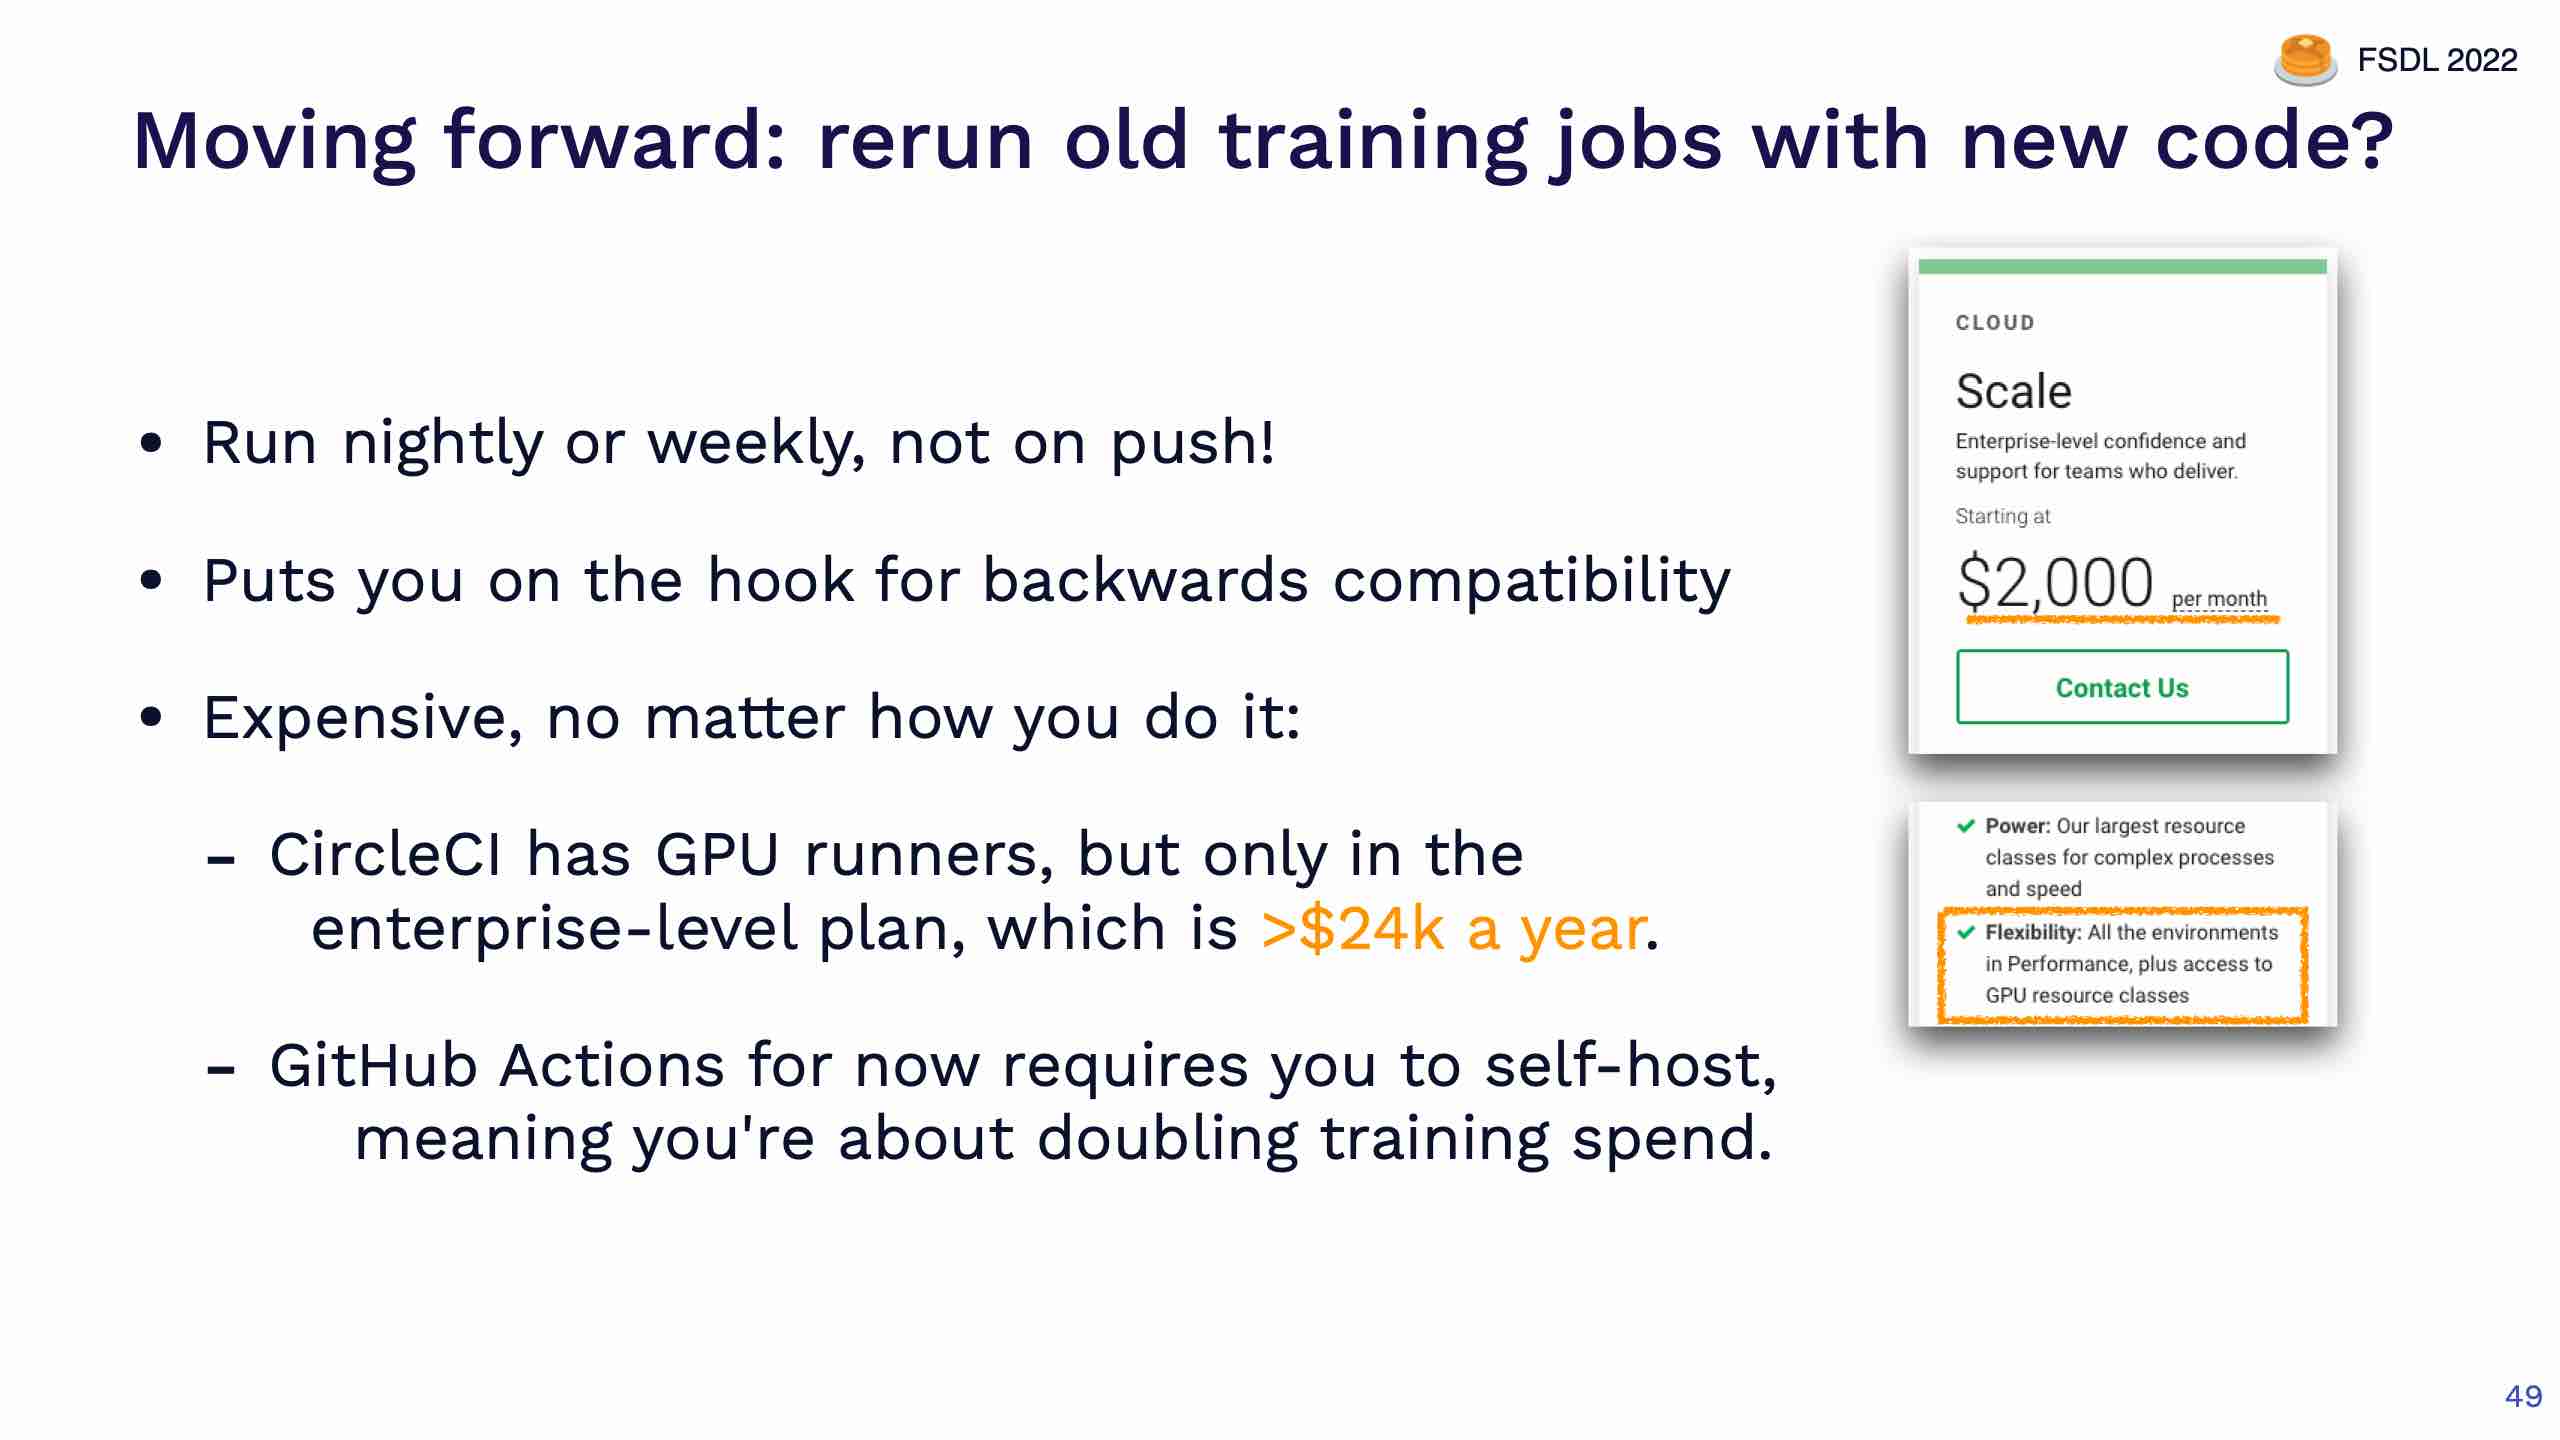 FSDL 2022
Moving forward: rerun old training jobs with new code?
• Run nightly or weekly, not on push!
• Puts you on the hook for backwards compatibility
• Expensive, no matter how you do it:
- CircleCI has GPU runners, but only in the
enterprise-level plan, which is >$24k a year.
- GitHub Actions for now requires you to self-host,
meaning you're about doubling training spend.
CLOUD
Scale
Enterprise-level confidence and
support for teams who deliver.
Starting at
$2,000 per month
Contact Us
✓ Power: Our largest resource
classes for complex processes
and speed
✓ Flexibility: All the environments
in Performance, plus access to
GPU resource classes
49